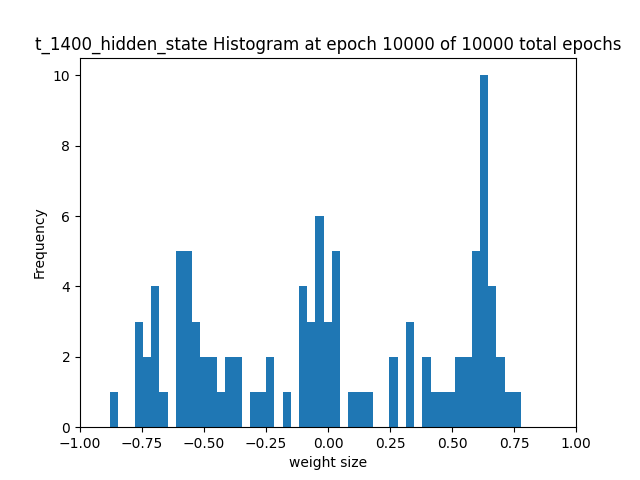 t_1400_hidden_state Histogram at epoch 10000 of 10000 total epochs
10
8
6
4
2
0
Frequency
−1.00 −0.75 −0.50 −0.25 0.00 0.25 0.50 0.75 1.00
weight size